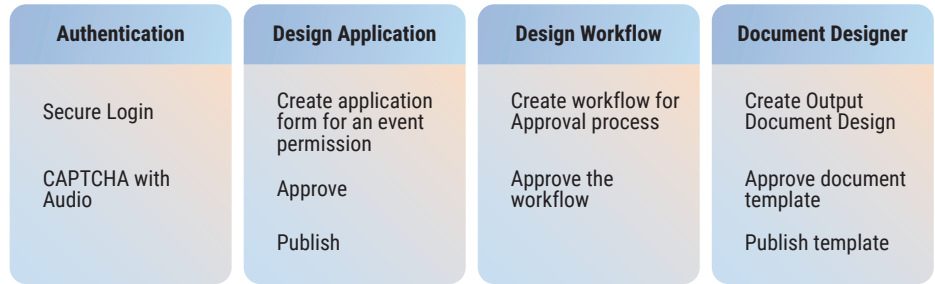 Authentication
Secure Login
CAPTCHA with
Audio
Design Application
Create application
form for an event
permission
Approve
Publish
Design Workflow
Create workflow for
Approval process
Approve the
workflow
Document Designer
Create Output
Document Design
Approve document
template
Publish template